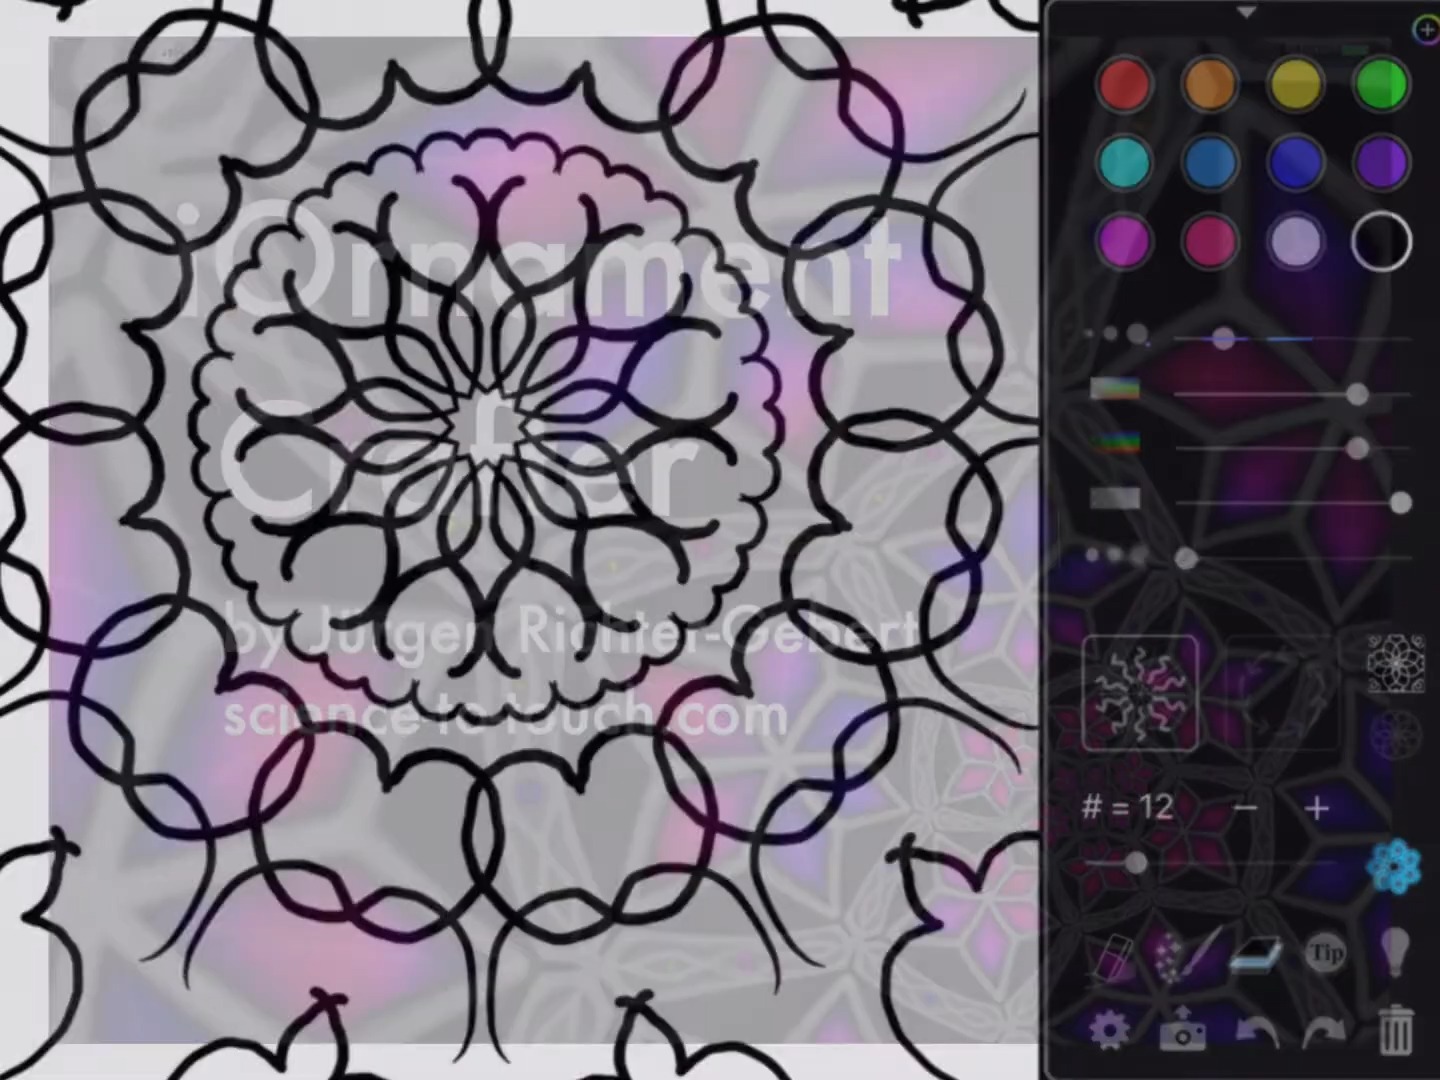 iOrnament
Crafter
by Jürgen Richter-Gebert
science-to-touch.com
# = 12
Tip